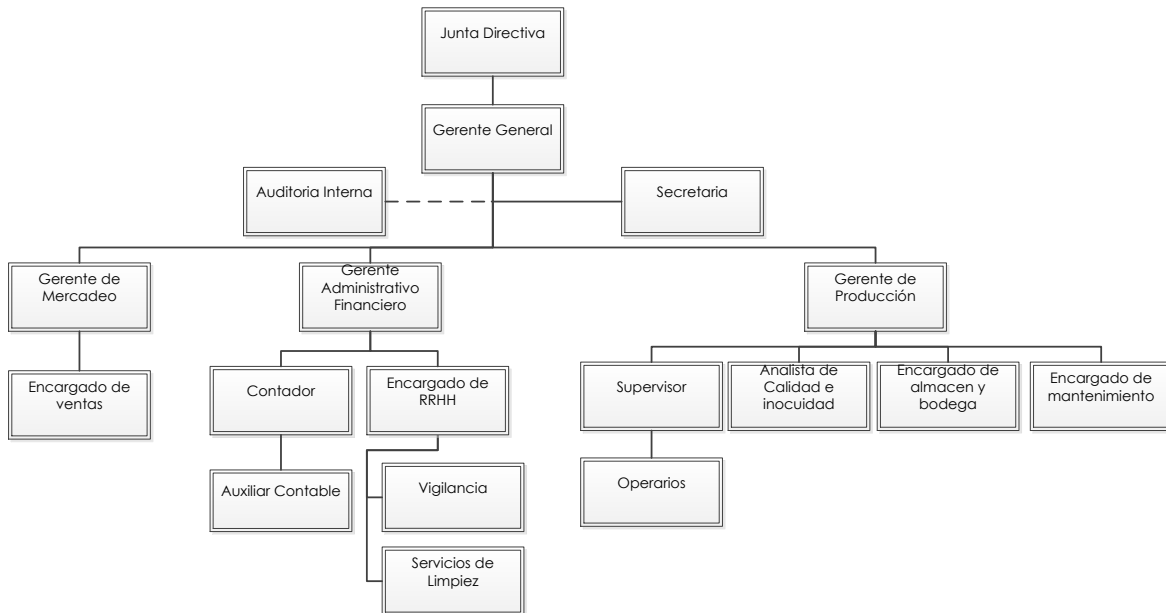 Junta Directiva
Gerente General
Auditoria Interna
Secretaria
Gerente de
Mercadeo
Gerente
Administrativo
Financiero
Gerente de
Producción
Encargado de
ventas
Contador
Encargado de
RRHH
Supervisor
Analista de
Calidad e
inocuidad
Encargado de
almacen y
bodega
Encargado de
mantenimiento
Auxiliar Contable
Vigilancia
Operarios
Servicios de
Limpiez